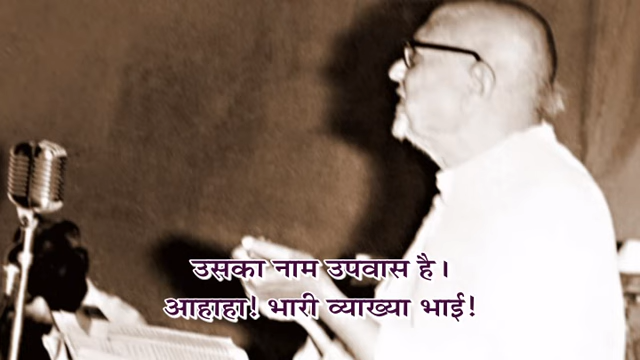 उसका नाम उपवास है।
आहाहा! भारी व्याख्या भाई!